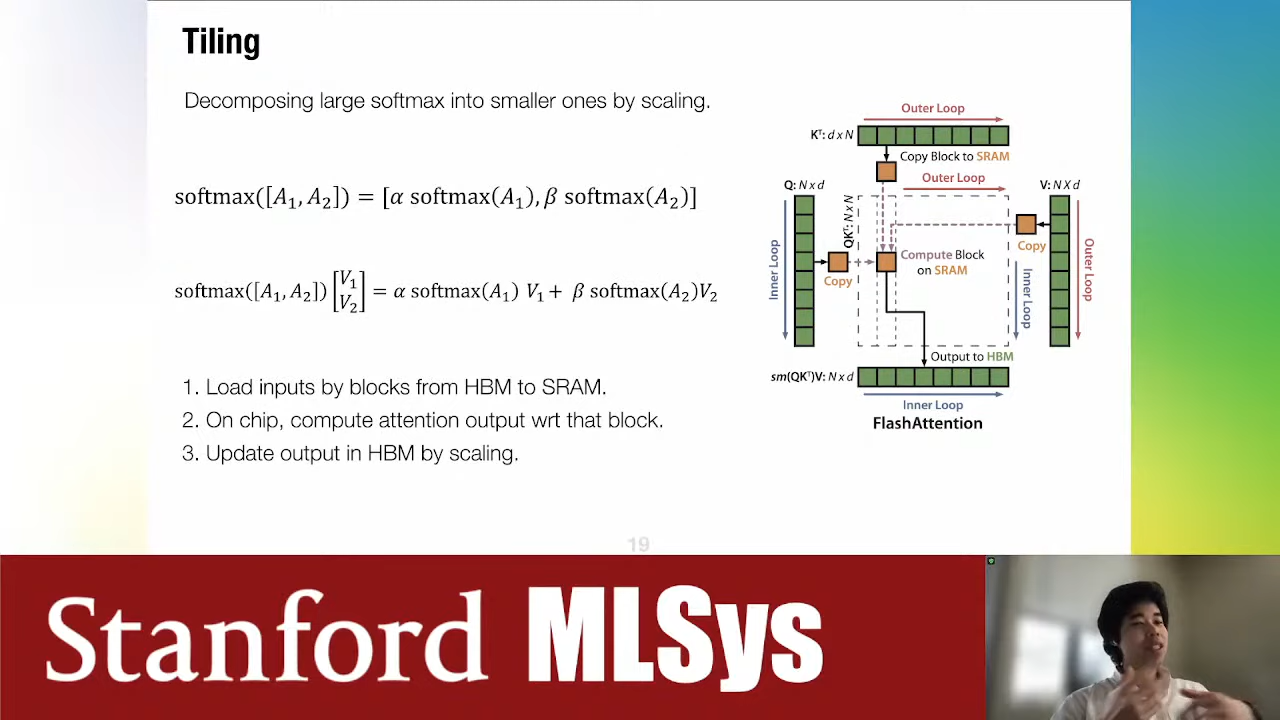 Tiling
Decomposing large softmax into smaller ones by scaling.
softmax([A₁, A₂]) = [α softmax(A₁), β softmax(A₂)]
softmax([A₁, A₂]) [V₁ V₂] = α softmax(A₁) V₁ + β softmax(A₂)V₂
1. Load inputs by blocks from HBM to SRAM.
2. On chip, compute attention output wrt that block.
3. Update output in HBM by scaling.
Outer Loop
Kᵀ: d x N
Copy Block to SRAM
Outer Loop
Q: N x d
V: N X d
QKᵀ: N x N
Copy
Inner Loop
Copy
Compute Block
on SRAM
Inner Loop
Outer Loop
Output to HBM
sm(QKᵀ)V: N x d
Inner Loop
FlashAttention
19
Stanford MLSys